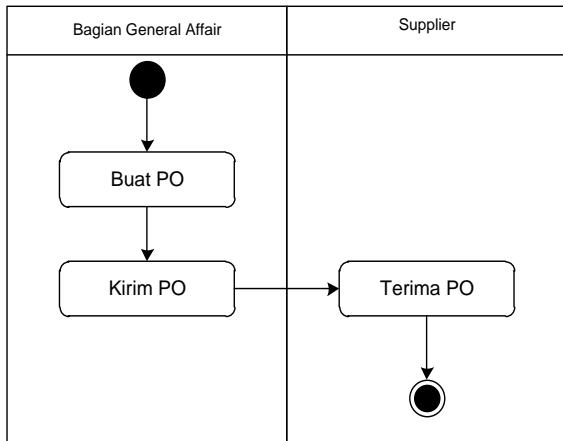 Bagian General Affair
Supplier
Buat PO
Kirim PO
Terima PO